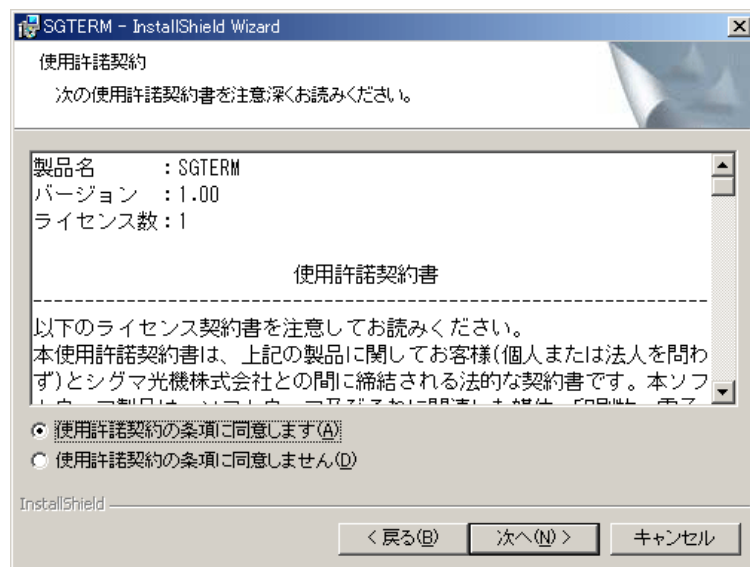 SGTERM - InstallShield Wizard
使用許諾契約
次の使用許諾契約書を注意深くお読みください。
製品名 : SGTERM
バージョン : 1.00
ライセンス数 : 1
使用許諾契約書
以下のライセンス契約書を注意してお読みください。
本使用許諾契約書は、上記の製品に関してお客様(個人または法人を問わ
ず)とシグマ光機株式会社との間に締結される法的な契約書です。本ソフ
使用許諾契約の条項に同意します(A)
使用許諾契約の条項に同意しません(D)
InstallShield
< 戻る(B)
次へ(N) >
キャンセル